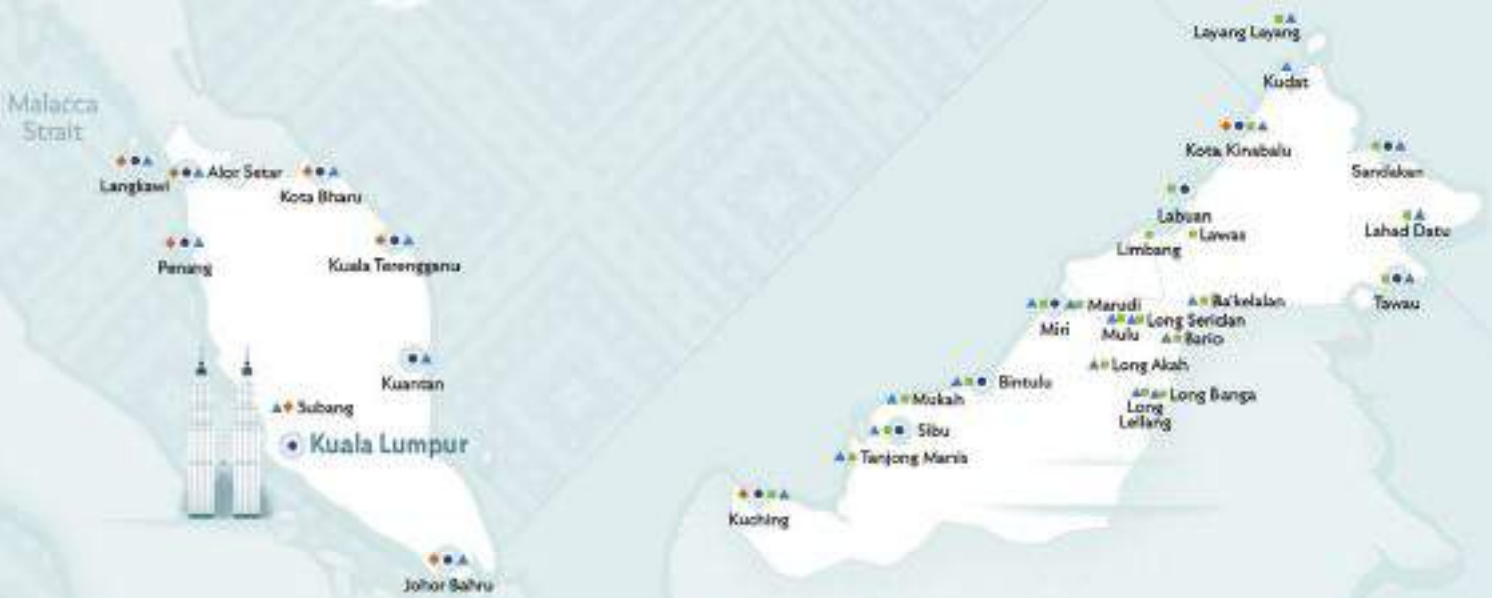 Malacca
Strait
Langkawi
Alor Setar
Kota Bharu
Penang
Kuala Terengganu
Kuantan
Subang
Kuala Lumpur
Johor Bahru
Layang Layang
Kudat
Kota Kinabalu
Sandakan
Labuan
Lahad Datu
Limbang
Lawas
Tawau
Miri
Marudi
Ba'kelalan
Mulu
Long Seridan
Bario
Long Akah
Bintulu
Mukah
Long Banga
Long
Lellang
Sibu
Tanjong Manis
Kuching